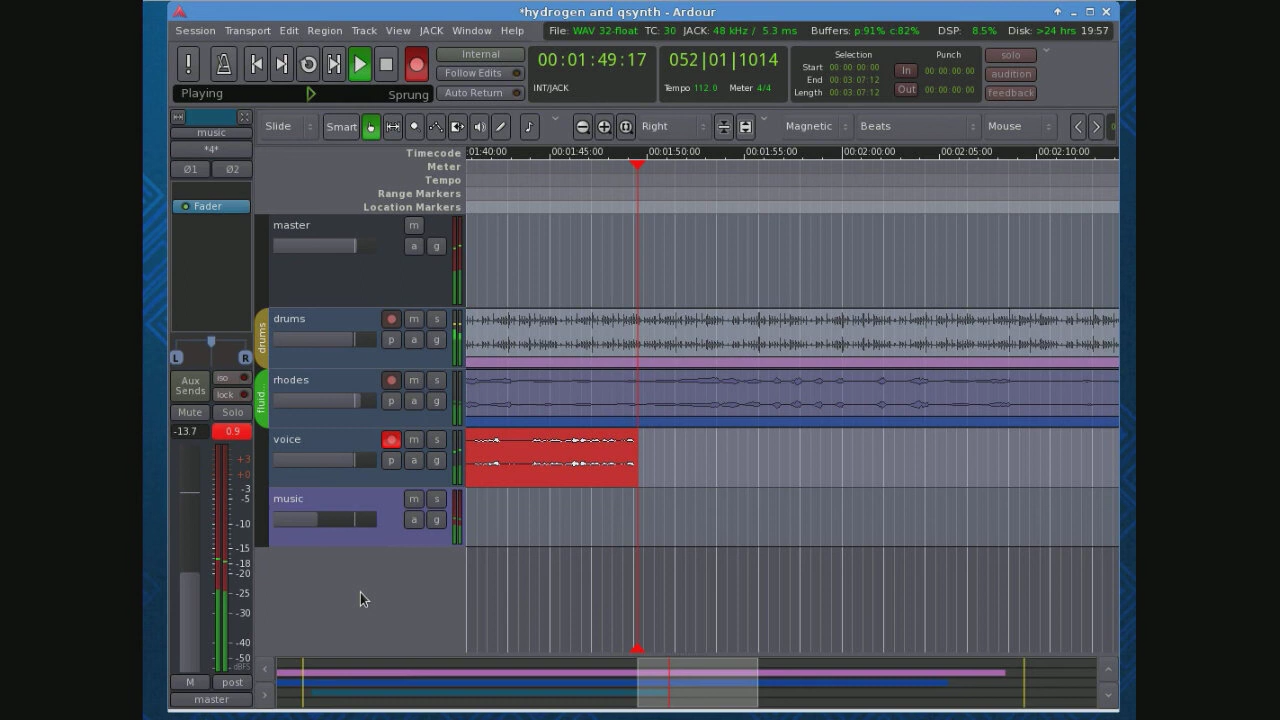 *hydrogen and qsynth - Ardour
Session Transport Edit Region Track View JACK Window Help File: WAV 32-float TC: 30 JACK: 48 kHz / 5.3 ms Buffers: p:91% c:82% DSP: 8.5% Disk: >24 hrs 19:57
Internal
Follow Edits
Auto Return
Playing Sprung
00:01:49:17
INT/JACK
052|01|1014
Tempo 112.0 Meter 4/4
Selection Punch
Start 00:00:00:00
End 00:03:07:12
Length 00:03:07:12
In 00:00:00:00
Out 00:00:00:00
solo
audition
feedback
music
*4*
Ø1 Ø2
Fader
Slide Smart Right Magnetic Beats Mouse 0
Timecode :01:40:00 00:01:45:00 00:01:50:00 00:01:55:00 00:02:00:00 00:02:05:00 00:02:10:00
Meter
Tempo
Range Markers
Location Markers
master m
a g
drums
drums m s
p a g
fluid...
rhodes m s
p a g
voice m s
p a g
music m s
a g
L R
Aux Sends iso
lock
Mute Solo
-13.7 0.9
+3
+0
-3
-5
-10
-15
-18
-20
-25
-30
-40
-50
dBFS
M post
master